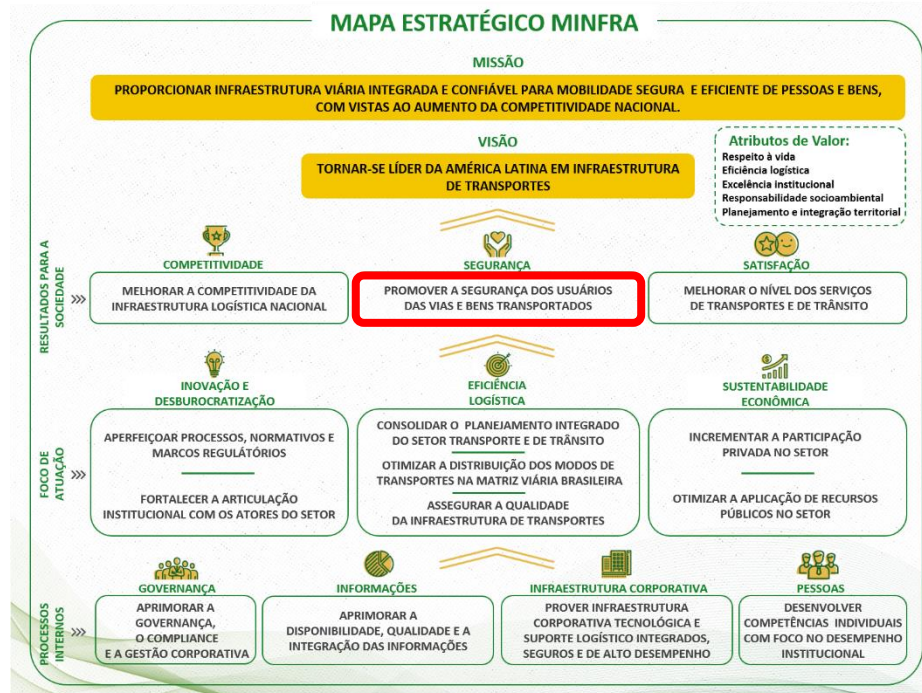 MAPA ESTRATÉGICO MINFRA
MISSÃO
PROPORCIONAR INFRAESTRUTURA VIÁRIA INTEGRADA E CONFIÁVEL PARA MOBILIDADE SEGURA E EFICIENTE DE PESSOAS E BENS,
COM VISTAS AO AUMENTO DA COMPETITIVIDADE NACIONAL.
VISÃO
TORNAR-SE LÍDER DA AMÉRICA LATINA EM INFRAESTRUTURA
DE TRANSPORTES
Atributos de Valor:
Respeito à vida
Eficiência logística
Excelência institucional
Responsabilidade socioambiental
Planejamento e integração territorial
RESULTADOS PARA A
SOCIEDADE
COMPETITIVIDADE
MELHORAR A COMPETITIVIDADE DA
INFRAESTRUTURA LOGÍSTICA NACIONAL
SEGURANÇA
PROMOVER A SEGURANÇA DOS USUÁRIOS
DAS VIAS E BENS TRANSPORTADOS
SATISFAÇÃO
MELHORAR O NÍVEL DOS SERVIÇOS
DE TRANSPORTES E DE TRÂNSITO
FOCO DE
ATUAÇÃO
INOVAÇÃO E
DESBUROCRATIZAÇÃO
APERFEIÇOAR PROCESSOS, NORMATIVOS E
MARCOS REGULATÓRIOS
FORTALECER A ARTICULAÇÃO
INSTITUCIONAL COM OS ATORES DO SETOR
EFICIÊNCIA
LOGÍSTICA
CONSOLIDAR O PLANEJAMENTO INTEGRADO
DO SETOR TRANSPORTE E DE TRÂNSITO
OTIMIZAR A DISTRIBUIÇÃO DOS MODOS DE
TRANSPORTES NA MATRIZ VIÁRIA BRASILEIRA
ASSEGURAR A QUALIDADE
DA INFRAESTRUTURA DE TRANSPORTES
SUSTENTABILIDADE
ECONÔMICA
INCREMENTAR A PARTICIPAÇÃO
PRIVADA NO SETOR
OTIMIZAR A APLICAÇÃO DE RECURSOS
PÚBLICOS NO SETOR
PROCESSOS
INTERNOS
GOVERNANÇA
APRIMORAR A
GOVERNANÇA,
O COMPLIANCE
E A GESTÃO CORPORATIVA
INFORMAÇÕES
APRIMORAR A
DISPONIBILIDADE, QUALIDADE E A
INTEGRAÇÃO DAS INFORMAÇÕES
INFRAESTRUTURA CORPORATIVA
PROVER INFRAESTRUTURA
CORPORATIVA TECNOLÓGICA E
SUPORTE LOGÍSTICO INTEGRADOS,
SEGUROS E DE ALTO DESEMPENHO
PESSOAS
DESENVOLVER
COMPETÊNCIAS INDIVIDUAIS
COM FOCO NO DESEMPENHO
INSTITUCIONAL